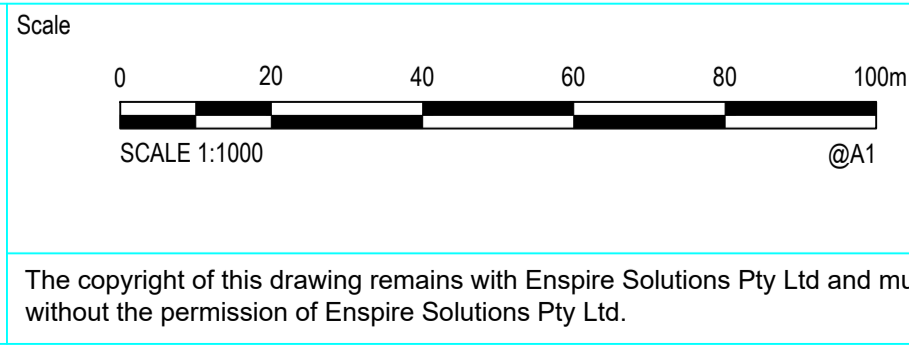 Scale
0 20 40 60 80 100m
SCALE 1:1000 @A1
The copyright of this drawing remains with Enspire Solutions Pty Ltd and mu
without the permission of Enspire Solutions Pty Ltd.